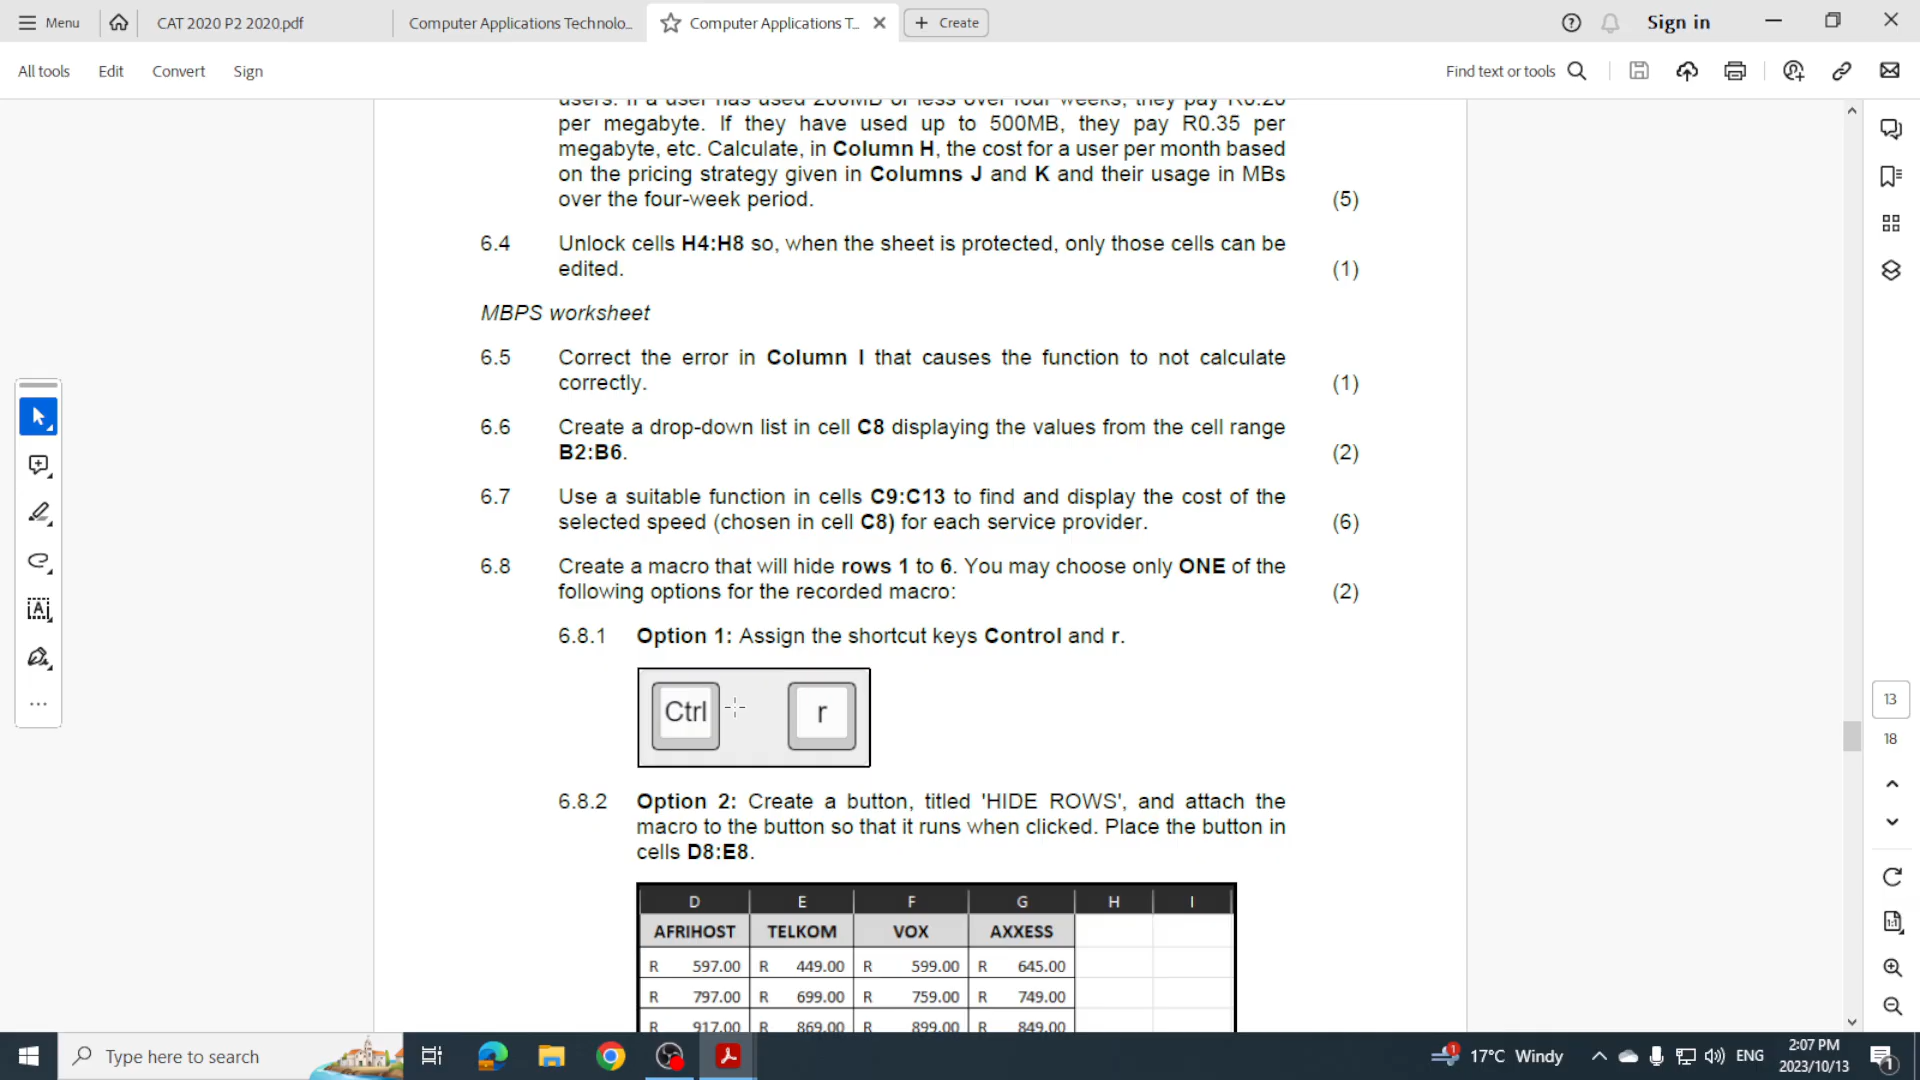 Menu
CAT 2020 P2 2020.pdf
Computer Applications Technolo...
Computer Applications T...
Create
Sign in
All tools
Edit
Convert
Sign
Find text or tools
per megabyte. If they have used up to 500MB, they pay R0.35 per
megabyte, etc. Calculate, in Column H, the cost for a user per month based
on the pricing strategy given in Columns J and K and their usage in MBs
over the four-week period. (5)
6.4 Unlock cells H4:H8 so, when the sheet is protected, only those cells can be
edited. (1)
MBPS worksheet
6.5 Correct the error in Column I that causes the function to not calculate
correctly. (1)
6.6 Create a drop-down list in cell C8 displaying the values from the cell range
B2:B6. (2)
6.7 Use a suitable function in cells C9:C13 to find and display the cost of the
selected speed (chosen in cell C8) for each service provider. (6)
6.8 Create a macro that will hide rows 1 to 6. You may choose only ONE of the
following options for the recorded macro: (2)
6.8.1 Option 1: Assign the shortcut keys Control and r.
Ctrl r
6.8.2 Option 2: Create a button, titled 'HIDE ROWS', and attach the
macro to the button so that it runs when clicked. Place the button in
cells D8:E8.
D E F G H I
AFRIHOST TELKOM VOX AXXESS
R 597.00 R 449.00 R 599.00 R 645.00
R 797.00 R 699.00 R 759.00 R 749.00
R 917.00 R 869.00 R 899.00 R 849.00
13
18
Type here to search
1
17°C Windy
ENG
2:07 PM
2023/10/13
1